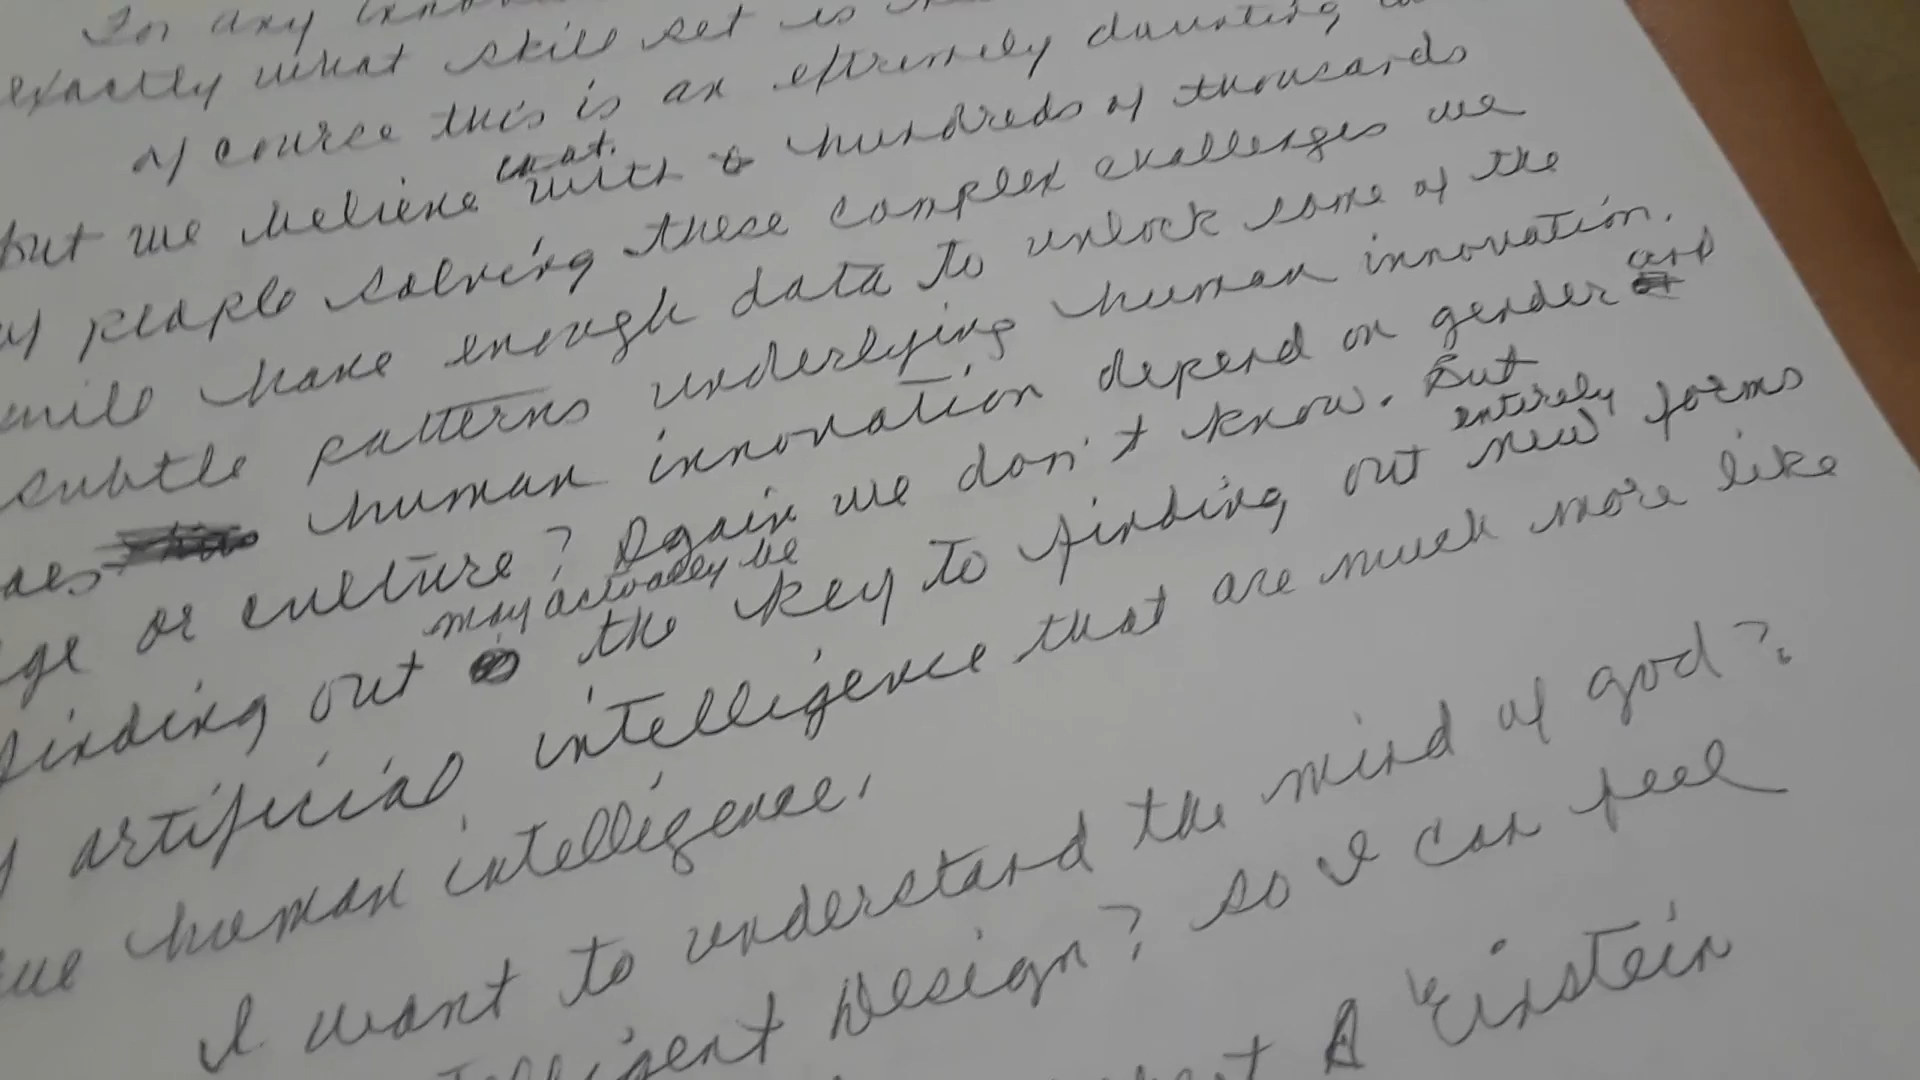 For any
exactly what skill set is
of course this is an extremely daunting
but we believe that with hundreds of thousands
of people solving these complex challenges we
will have enough data to unlock some of the
subtle patterns underlying human innovation.
human innovation depend on gender and
or culture? Again we don't know. But
finding out may actually be the key to finding out entirely new forms
artificial intelligence that are much more like
human intelligence.
I want to understand the mind of god?
Design? So I can feel
A Einstein